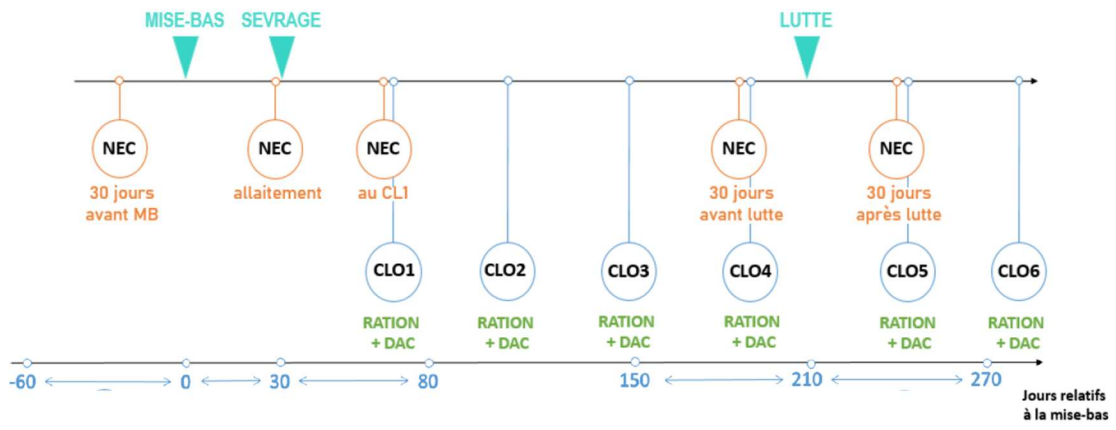 MISE-BAS SEVRAGE LUTTE
NEC NEC NEC NEC NEC
30 jours
avant MB
allaitement
au CL1
30 jours
avant lutte
30 jours
après lutte
CLO1 CLO2 CLO3 CLO4 CLO5 CLO6
RATION
+ DAC
RATION
+ DAC
RATION
+ DAC
RATION
+ DAC
RATION
+ DAC
RATION
+ DAC
-60 0 30 80 150 210 270
Jours relatifs
à la mise-bas